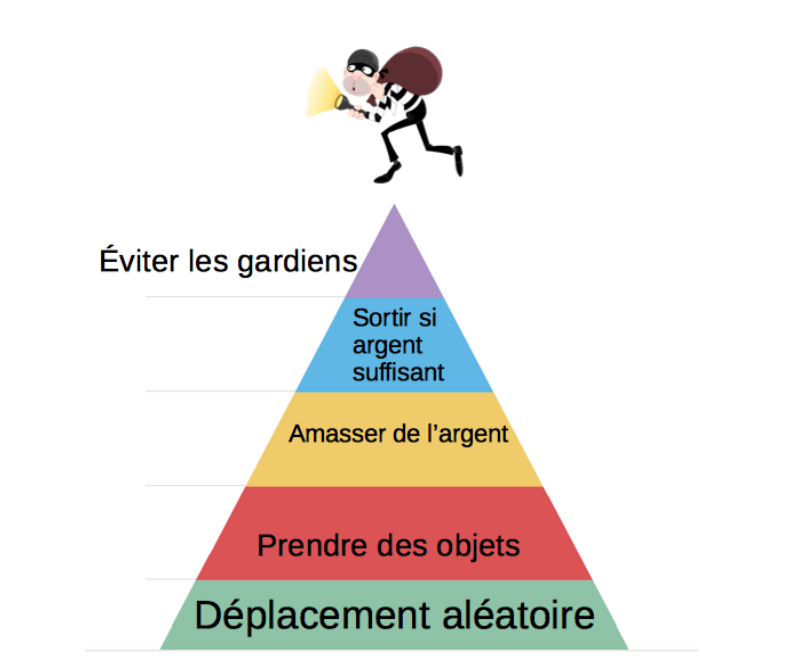 Éviter les gardiens
Sortir si
argent
suffisant
Amasser de l'argent
Prendre des objets
Déplacement aléatoire